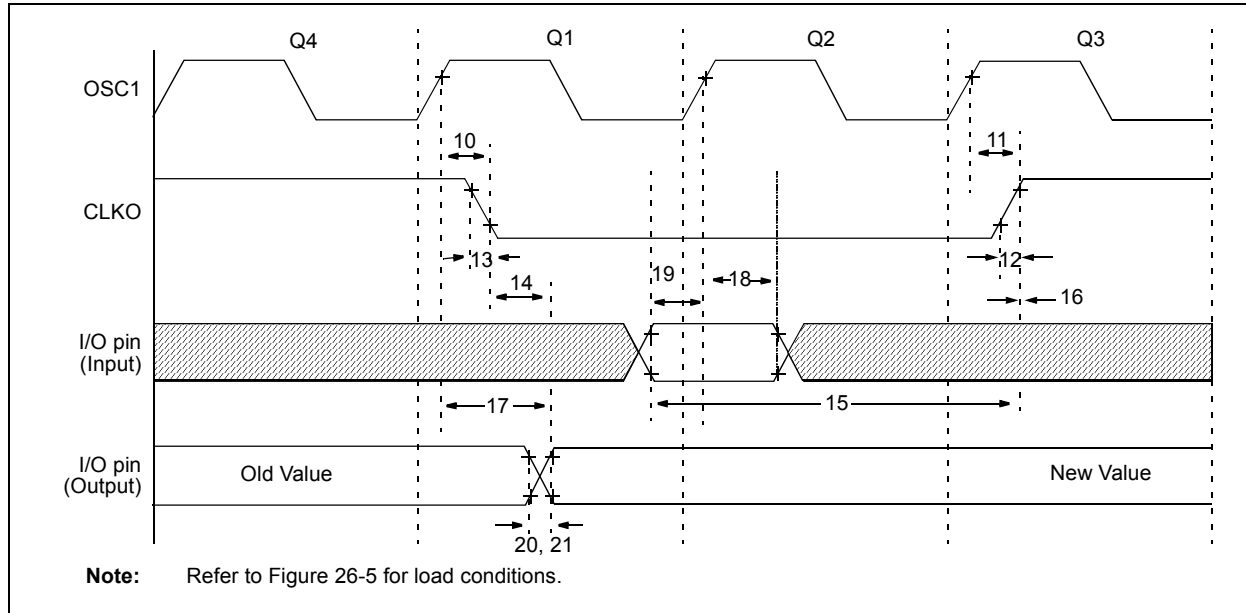 Q4 Q1 Q2 Q3
OSC1
10 11
CLKO
13 12
19 18
14 16
I/O pin
(Input)
17 15
I/O pin
(Output)
Old Value New Value
20, 21
Note: Refer to Figure 26-5 for load conditions.